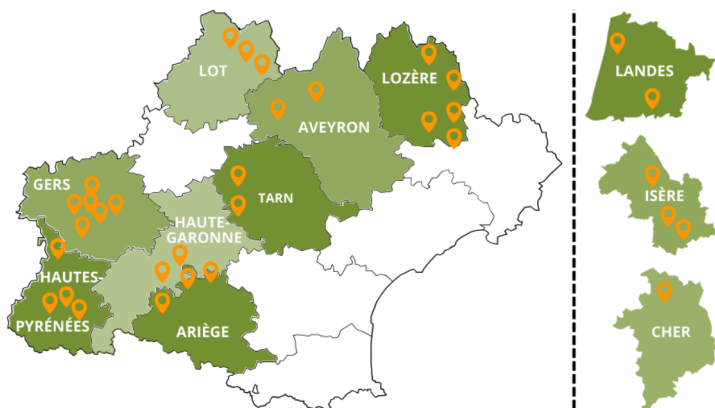 LOT
LOZÈRE
AVEYRON
GERS
TARN
HAUTE-
GARONNE
HAUTES-
PYRÉNÉES
ARIÈGE
LANDES
ISÈRE
CHER